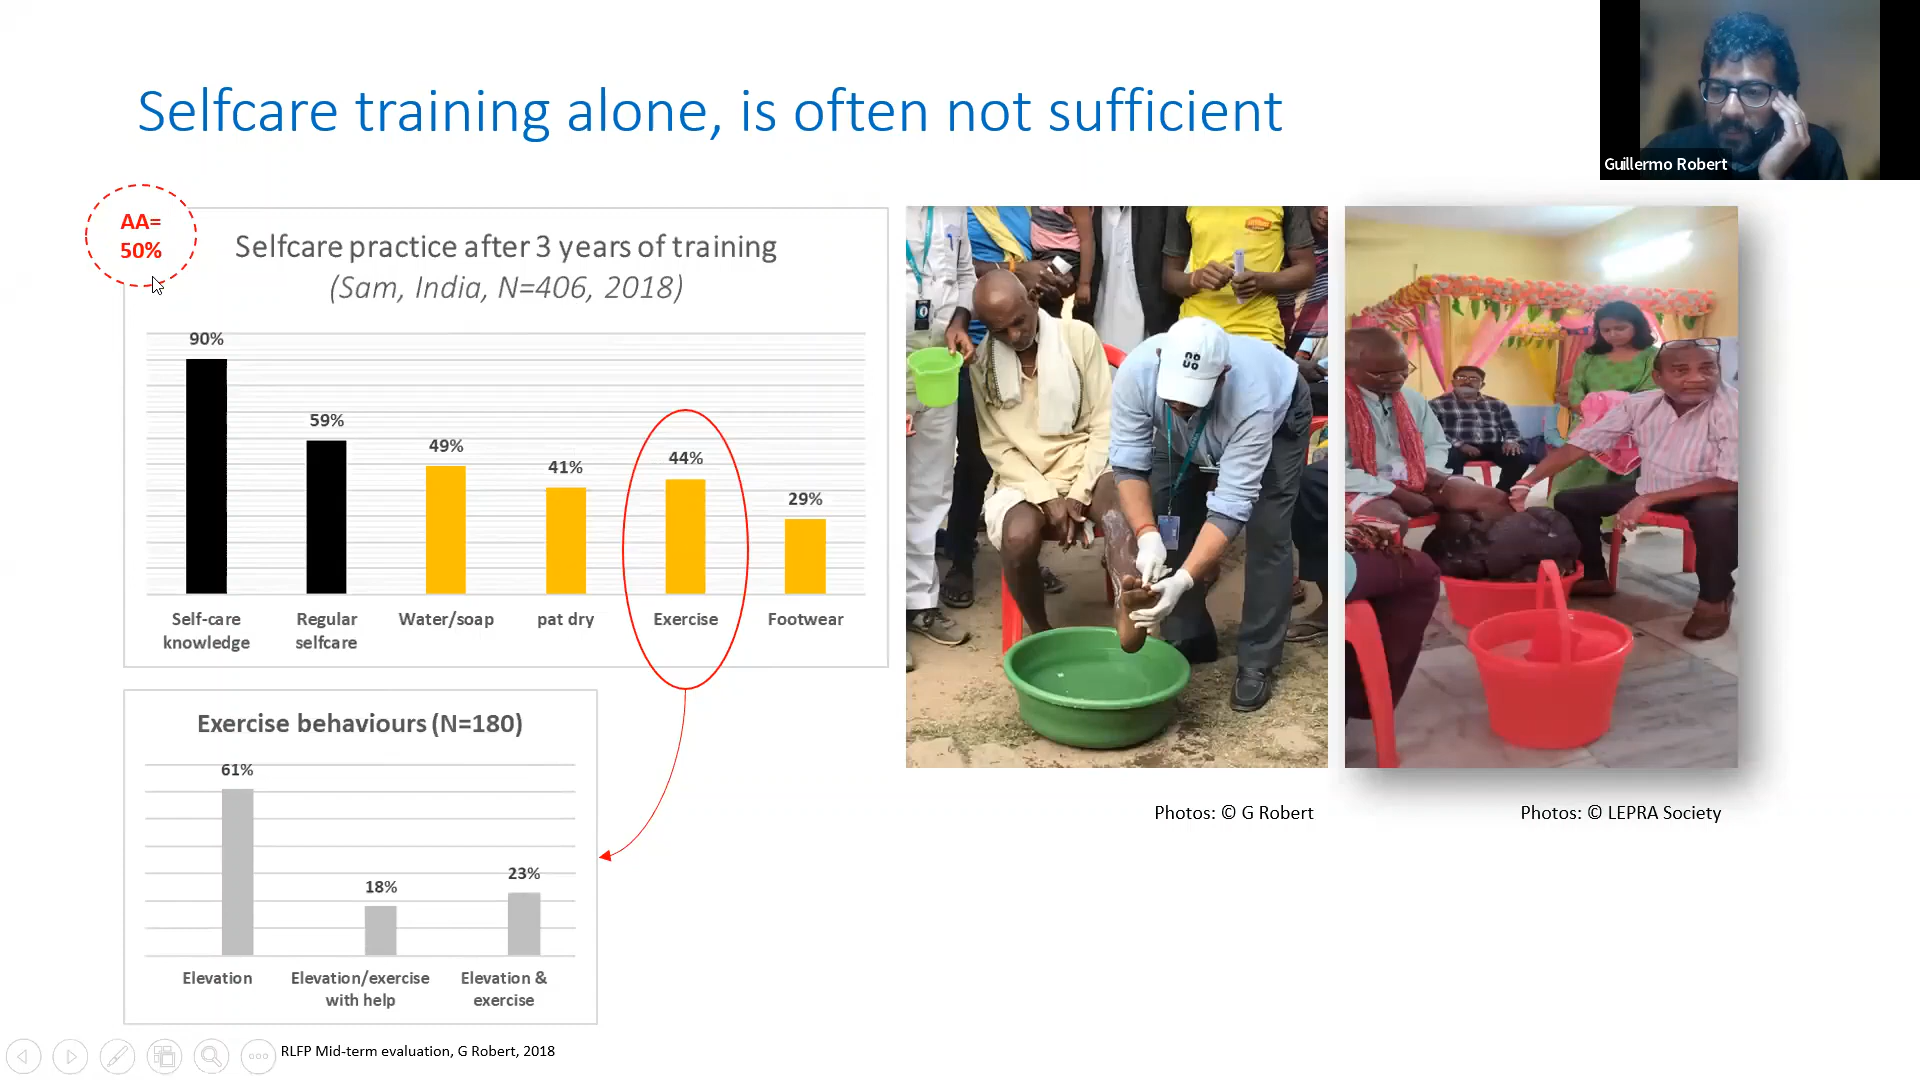 Selfcare training alone, is often not sufficient
Guillermo Robert
AA=
50%
Selfcare practice after 3 years of training
(Sam, India, N=406, 2018)
90%
59%
49%
41%
44%
29%
Self-care
knowledge
Regular
selfcare
Water/soap
pat dry
Exercise
Footwear
Exercise behaviours (N=180)
61%
18%
23%
Elevation
Elevation/exercise
with help
Elevation &
exercise
Photos: © G Robert
Photos: © LEPRA Society
RLFP Mid-term evaluation, G Robert, 2018